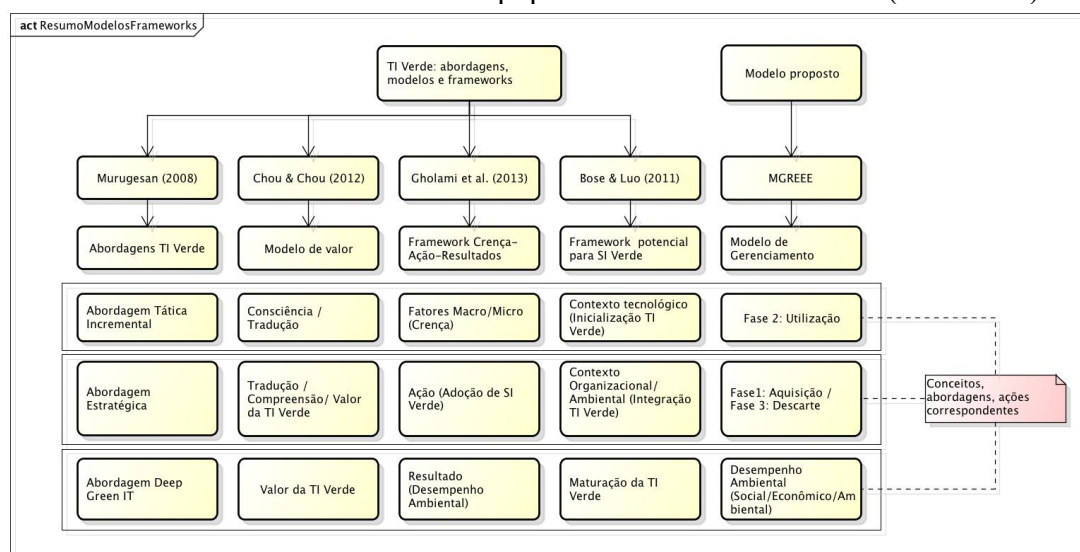 act ResumoModelosFrameworks
TI Verde: abordagens,
modelos e frameworks
Modelo proposto
Murugesan (2008)
Chou & Chou (2012)
Gholami et al. (2013)
Bose & Luo (2011)
MGREEE
Abordagens TI Verde
Modelo de valor
Framework Crença-
Ação-Resultados
Framework potencial
para SI Verde
Modelo de
Gerenciamento
Abordagem Tática
Incremental
Consciência /
Tradução
Fatores Macro/Micro
(Crença)
Contexto tecnológico
(Inicialização TI
Verde)
Fase 2: Utilização
Abordagem
Estratégica
Tradução /
Compreensão/ Valor
da TI Verde
Ação (Adoção de SI
Verde)
Contexto
Organizacional/
Ambiental (Integração
TI Verde)
Fase1: Aquisição /
Fase 3: Descarte
Conceitos,
abordagens, ações
correspondentes
Abordagem Deep
Green IT
Valor da TI Verde
Resultado
(Desempenho
Ambiental)
Maturação da TI
Verde
Desempenho
Ambiental
(Social/Econômico/Am
biental)